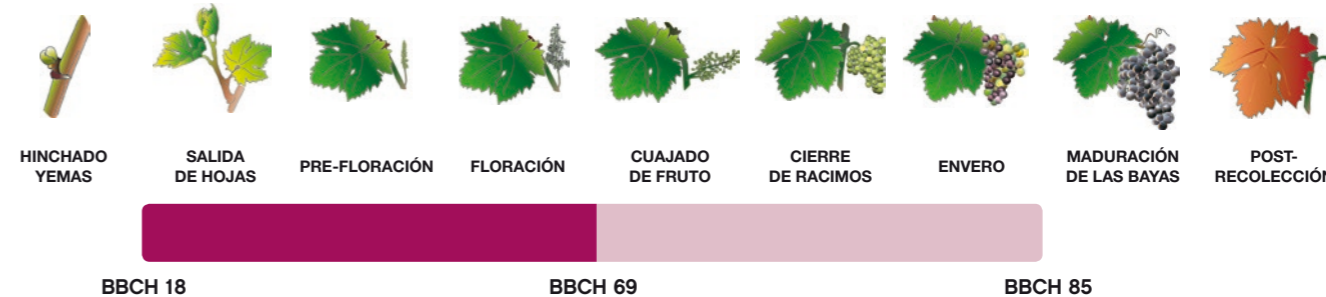 HINCHADO
YEMAS
SALIDA
DE HOJAS
PRE-FLORACIÓN
FLORACIÓN
CUAJADO
DE FRUTO
CIERRE
DE RACIMOS
ENVERO
MADURACIÓN
DE LAS BAYAS
POST-
RECOLECCIÓN
BBCH 18
BBCH 69
BBCH 85